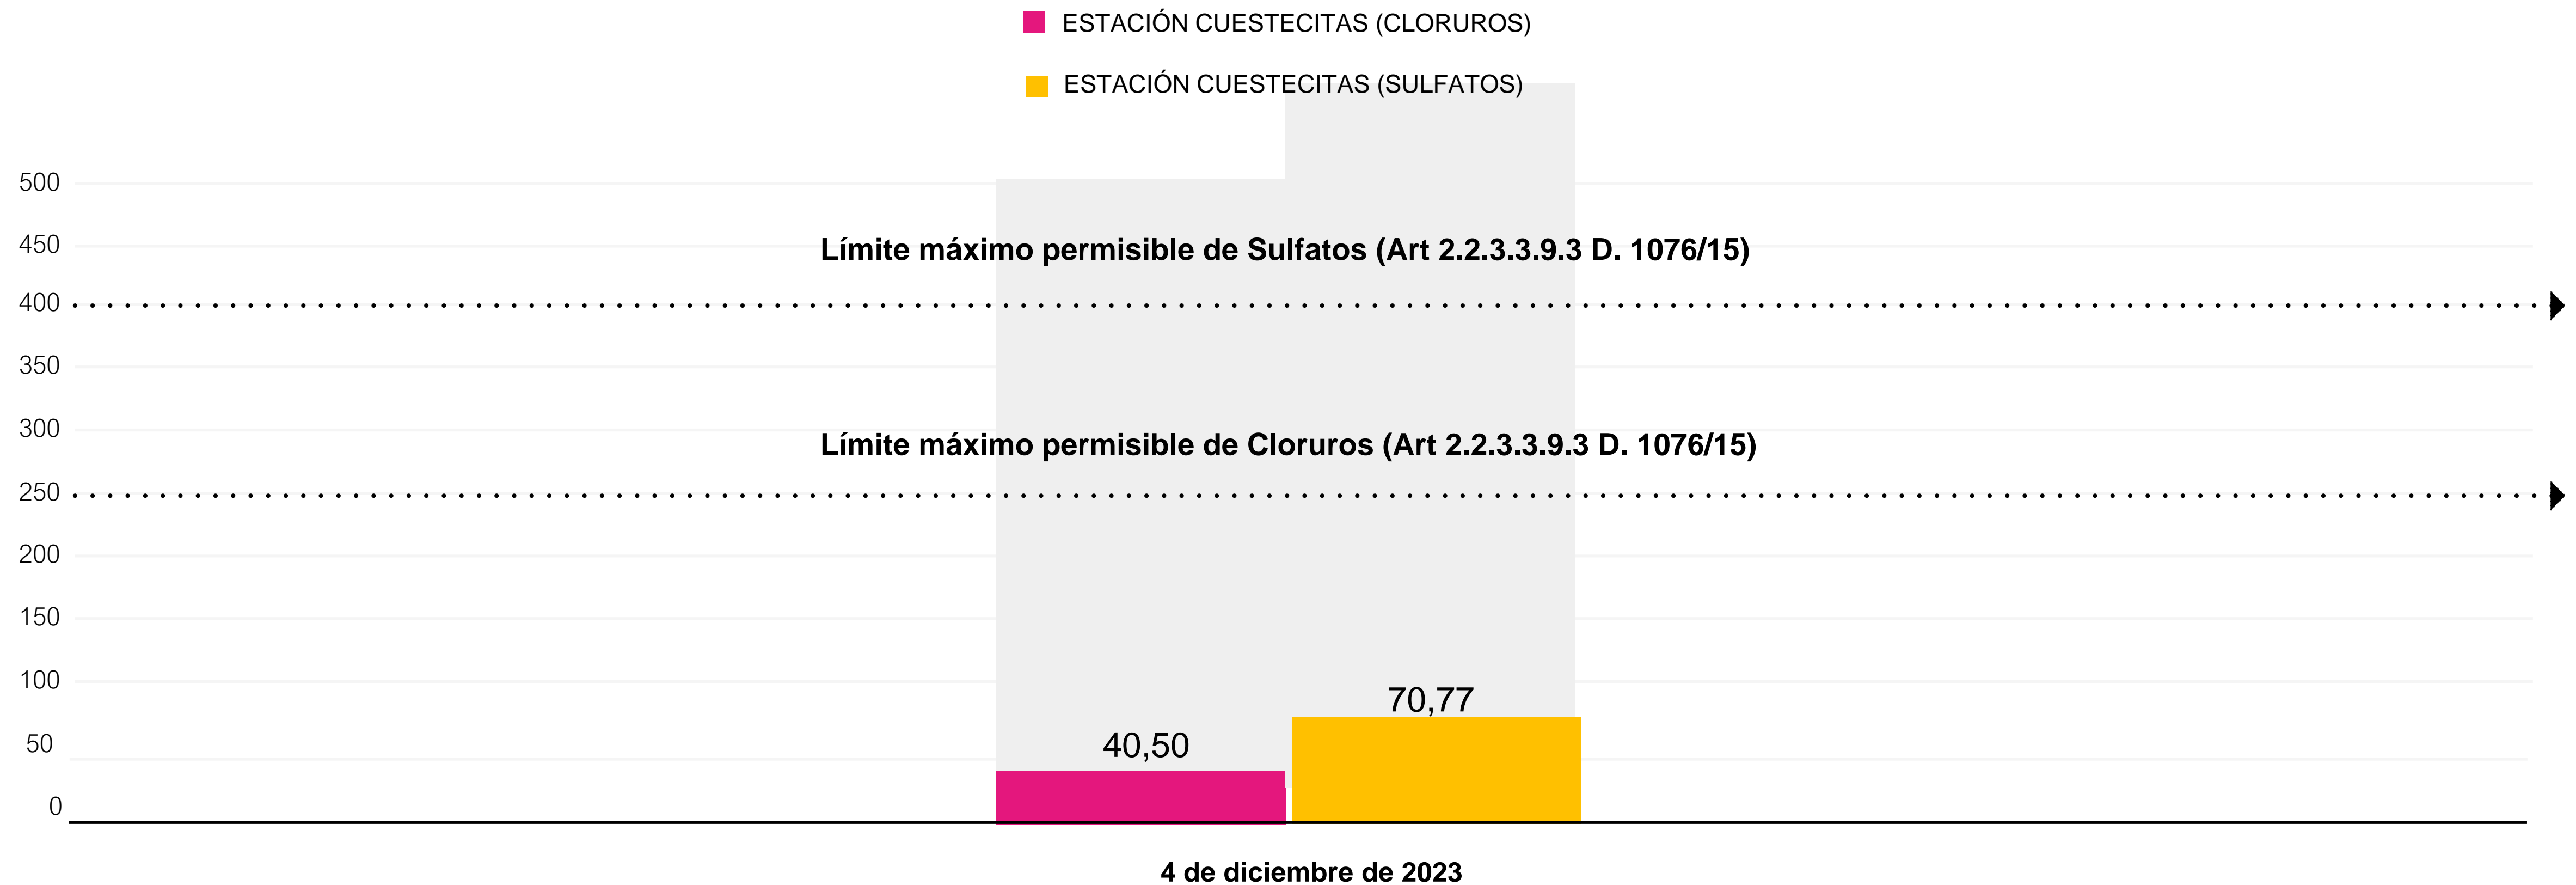 ESTACIÓN CUESTECITAS (CLORUROS)
ESTACIÓN CUESTECITAS (SULFATOS)
500
450
Límite máximo permisible de Sulfatos (Art 2.2.3.3.9.3 D. 1076/15)
400
350
300
Límite máximo permisible de Cloruros (Art 2.2.3.3.9.3 D. 1076/15)
250
200
150
100
70,77
50
40,50
0
4 de diciembre de 2023